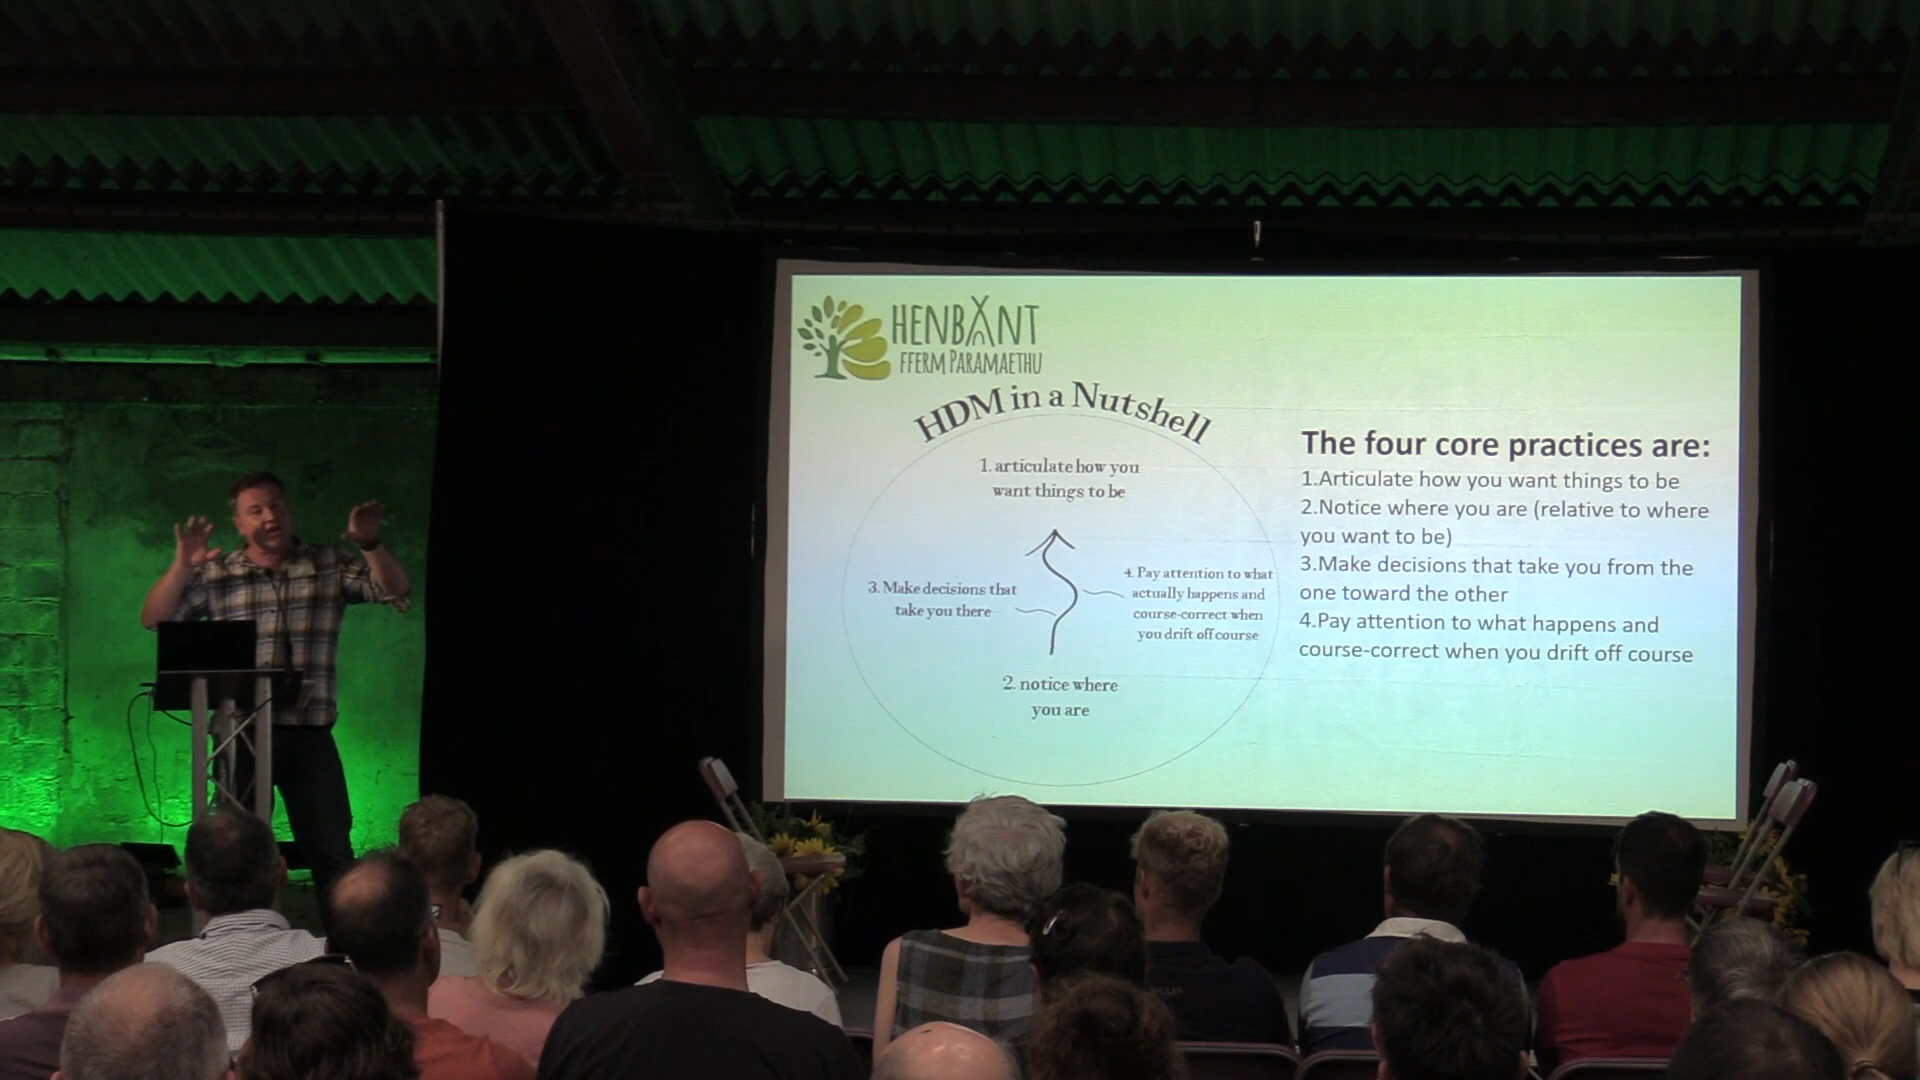 HENBANT
FFERM PARAMAETHU
HDM in a Nutshell
1. articulate how you
want things to be
3. Make decisions that
take you there
4. Pay attention to what
actually happens and
course-correct when
you drift off course
2. notice where
you are
The four core practices are:
1.Articulate how you want things to be
2.Notice where you are (relative to where
you want to be)
3.Make decisions that take you from the
one toward the other
4.Pay attention to what happens and
course-correct when you drift off course